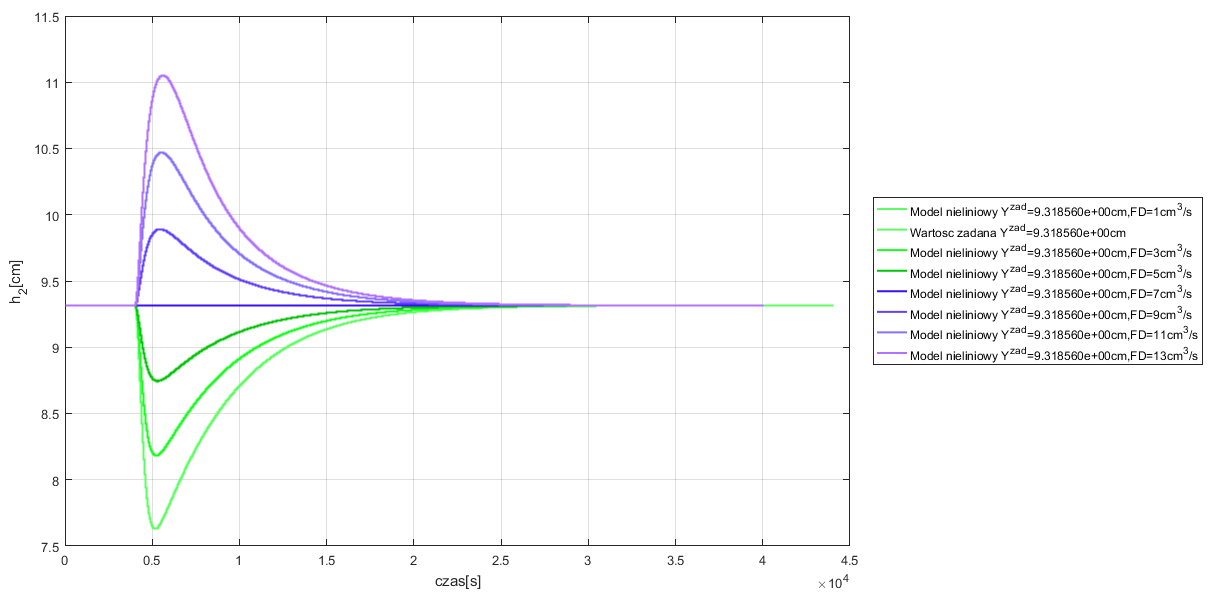 11.5
11
10.5
10
9.5
9
8.5
8
7.5
h2[cm]
0 0.5 1 1.5 2 2.5 3 3.5 4 4.5
×10^4
czas[s]
Model nieliniowy Y^zad=9.318560e+00cm,FD=1cm^3/s
Wartosc zadana Y^zad=9.318560e+00cm
Model nieliniowy Y^zad=9.318560e+00cm,FD=3cm^3/s
Model nieliniowy Y^zad=9.318560e+00cm,FD=5cm^3/s
Model nieliniowy Y^zad=9.318560e+00cm,FD=7cm^3/s
Model nieliniowy Y^zad=9.318560e+00cm,FD=9cm^3/s
Model nieliniowy Y^zad=9.318560e+00cm,FD=11cm^3/s
Model nieliniowy Y^zad=9.318560e+00cm,FD=13cm^3/s